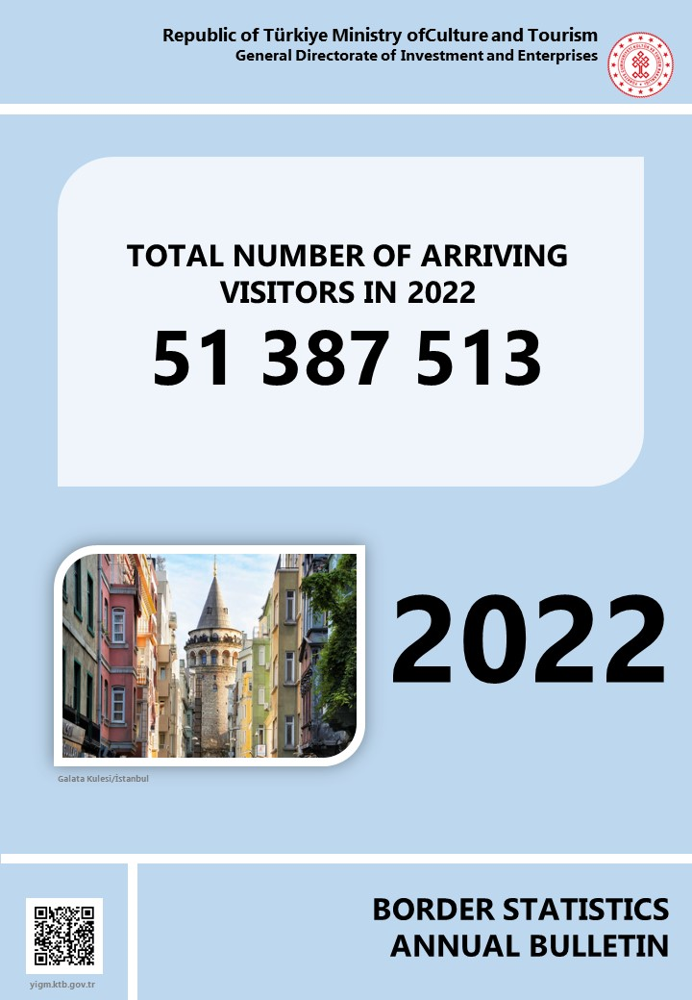 Republic of Türkiye Ministry ofCulture and Tourism
General Directorate of Investment and Enterprises
TOTAL NUMBER OF ARRIVING
VISITORS IN 2022
51 387 513
2022
Galata Kulesi/İstanbul
BORDER STATISTICS
ANNUAL BULLETIN
yigm.ktb.gov.tr